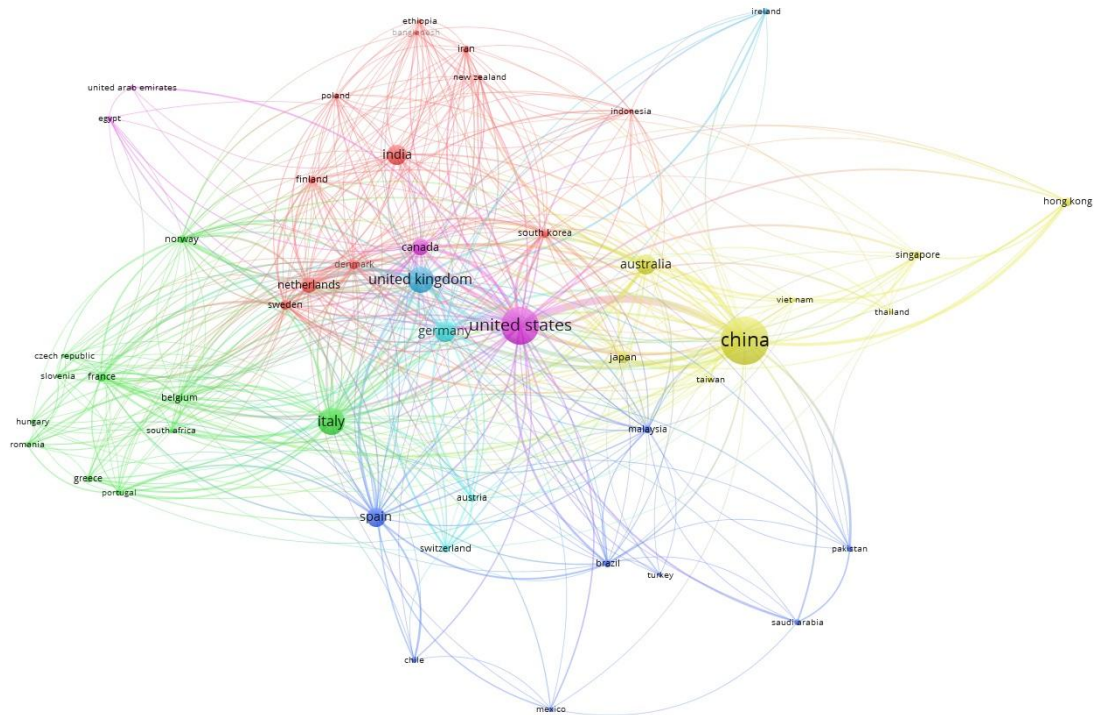 ireland
ethiopia
bangladesh
iran
new zealand
united arab emirates
poland
egypt
indonesia
india
finland
hong kong
norway
south korea
canada
singapore
denmark
australia
netherlands
united kingdom
viet nam
sweden
thailand
united states
germany
china
czech republic
japan
slovenia
france
taiwan
belgium
hungary
italy
south africa
malaysia
romania
greece
portugal
austria
spain
switzerland
pakistan
brazil
turkey
saudi arabia
chile
mexico